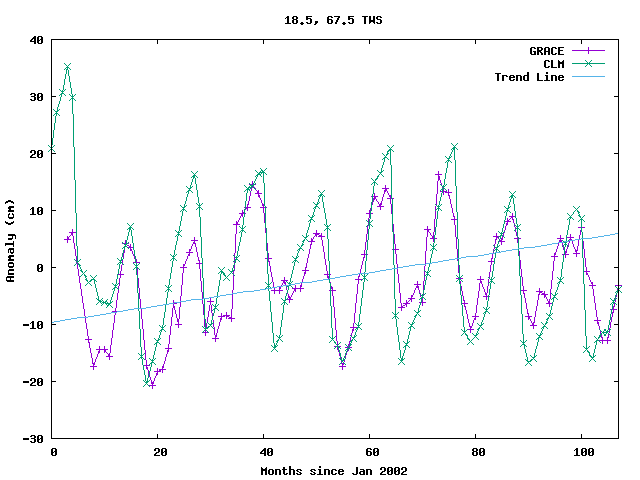 18.5, 67.5 TWS
GRACE
CLM
Trend Line
Anomaly (cm)
40
30
20
10
0
-10
-20
-30
0 20 40 60 80 100
Months since Jan 2002